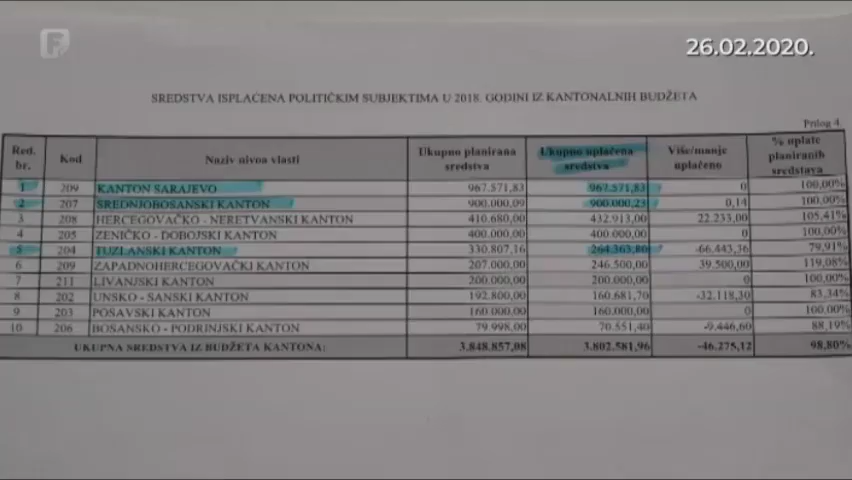 F
26.02.2020.
SREDSTVA ISPLAĆENA POLITIČKIM SUBJEKTIMA U 2018. GODINI IZ KANTONALNIH BUDŽETA
Prilog 4.
Red. br. Kod Naziv nivoa vlasti Ukupno planirana sredstva Ukupno uplaćena sredstva Više/manje uplaćeno % uplate planiranih sredstava
1 209 KANTON SARAJEVO 967.571,83 967.571,83 0 100,00%
2 207 SREDNJOBOSANSKI KANTON 900.000,09 900.000,23 0,14 100,00%
3 208 HERCEGOVAČKO - NERETVANSKI KANTON 410.680,00 432.913,00 22.233,00 105,41%
4 205 ZENIČKO - DOBOJSKI KANTON 400.000,00 400.000,00 0 100,00%
5 204 TUZLANSKI KANTON 330.807,16 264.363,80 -66.443,36 79,91%
6 209 ZAPADNOHERCEGOVAČKI KANTON 207.000,00 246.500,00 39.500,00 119,08%
7 211 LIVANJSKI KANTON 200.000,00 200.000,00 0 100,00%
8 202 UNSKO - SANSKI KANTON 192.800,00 160.681,70 -32.118,30 83,34%
9 203 POSAVSKI KANTON 160.000,00 160.000,00 0 100,00%
10 206 BOSANSKO - PODRINJSKI KANTON 79.998,00 70.551,40 -9.446,60 88,19%
UKUPNA SREDSTVA IZ BUDŽETA KANTONA: 3.848.857,08 3.802.581,96 -46.275,12 98,80%